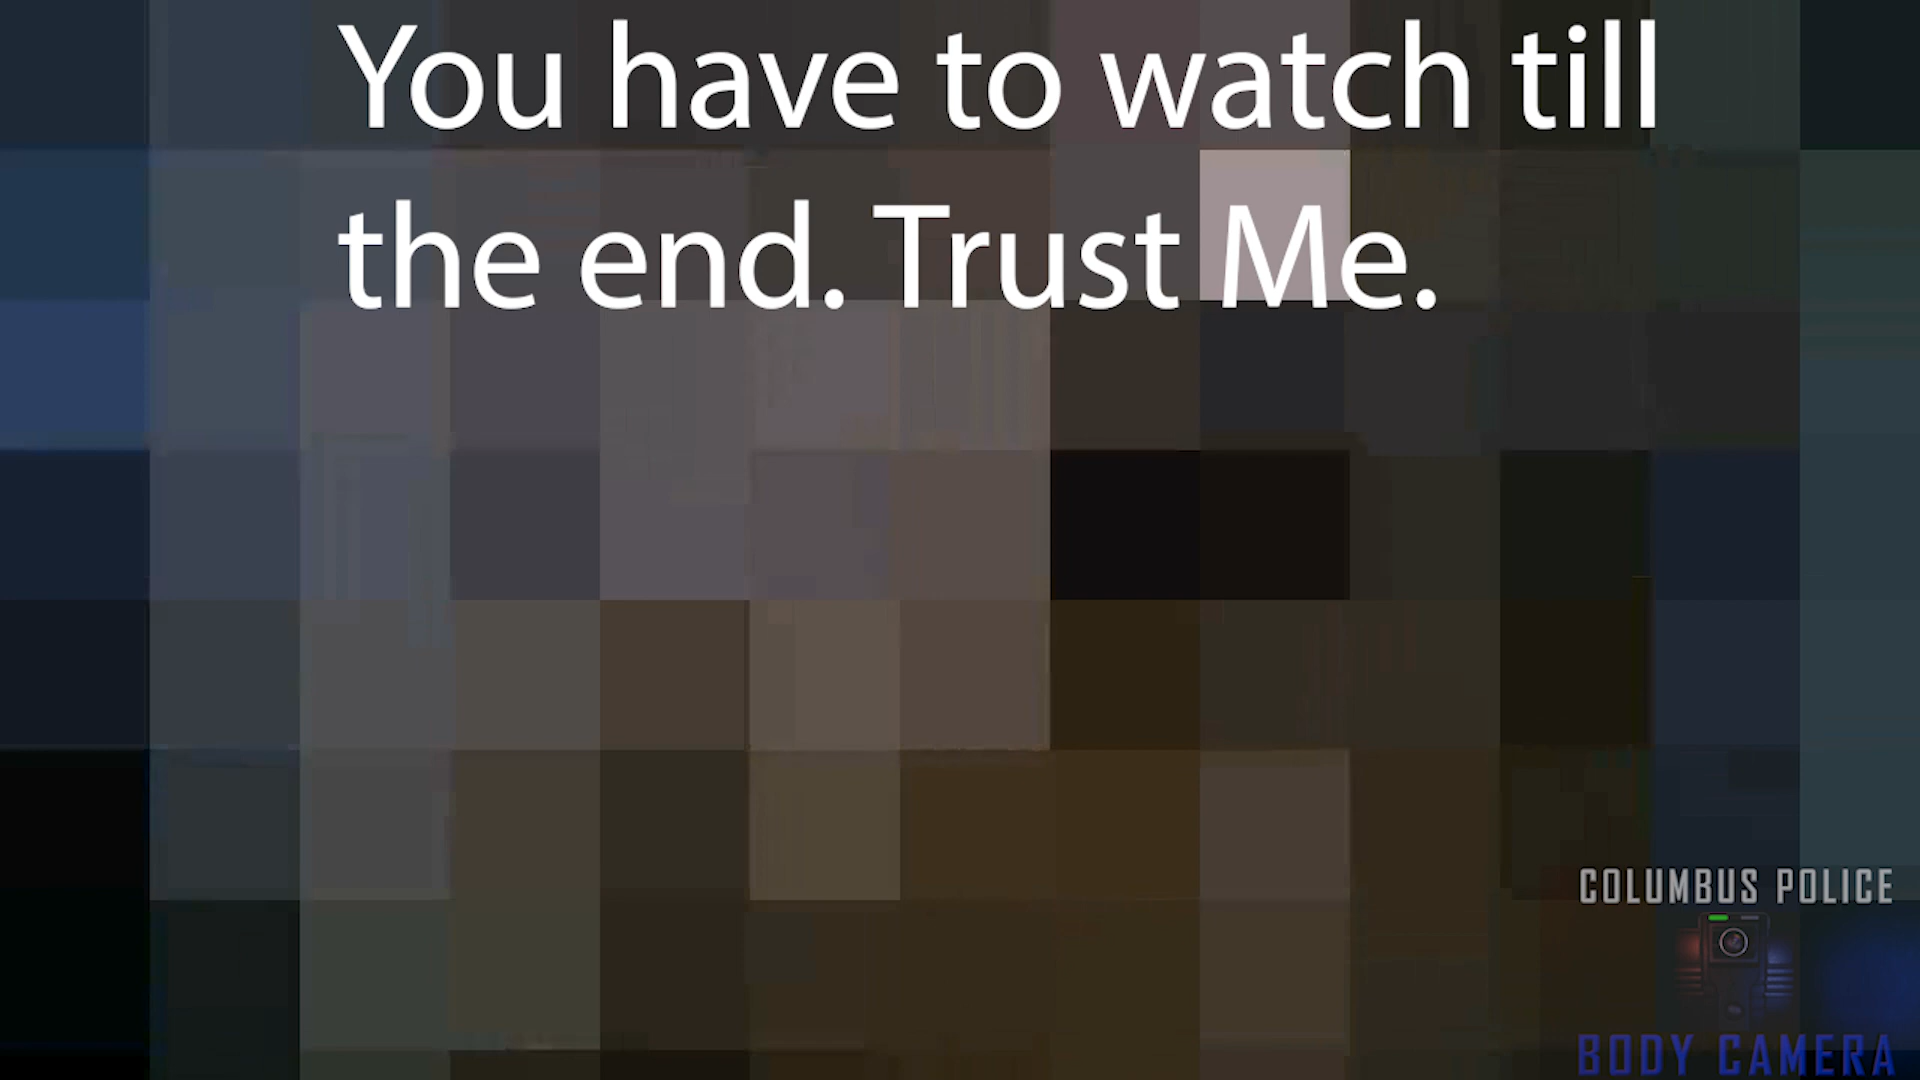 You have to watch till
the end. Trust Me.
COLUMBUS POLICE
BODY CAMERA